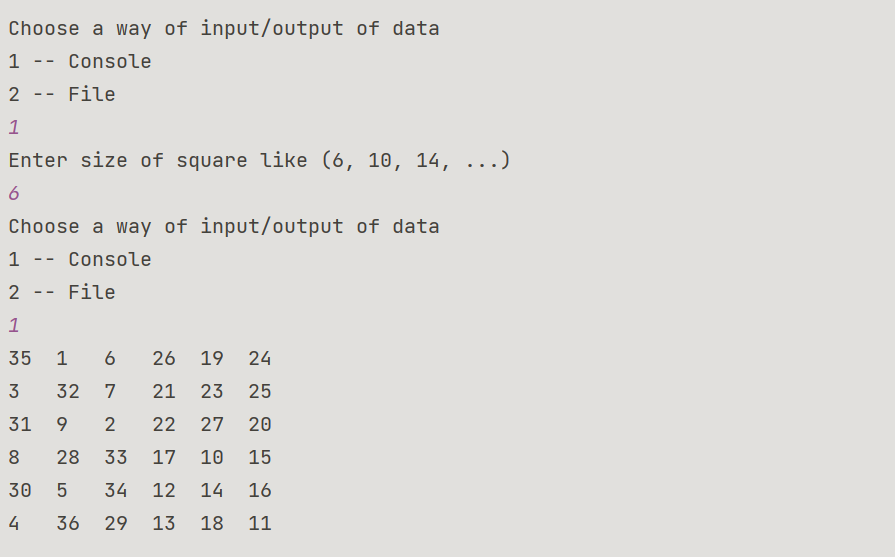 Choose a way of input/output of data
1 -- Console
2 -- File
1
Enter size of square like (6, 10, 14, ...)
6
Choose a way of input/output of data
1 -- Console
2 -- File
1
35 1 6 26 19 24
3 32 7 21 23 25
31 9 2 22 27 20
8 28 33 17 10 15
30 5 34 12 14 16
4 36 29 13 18 11